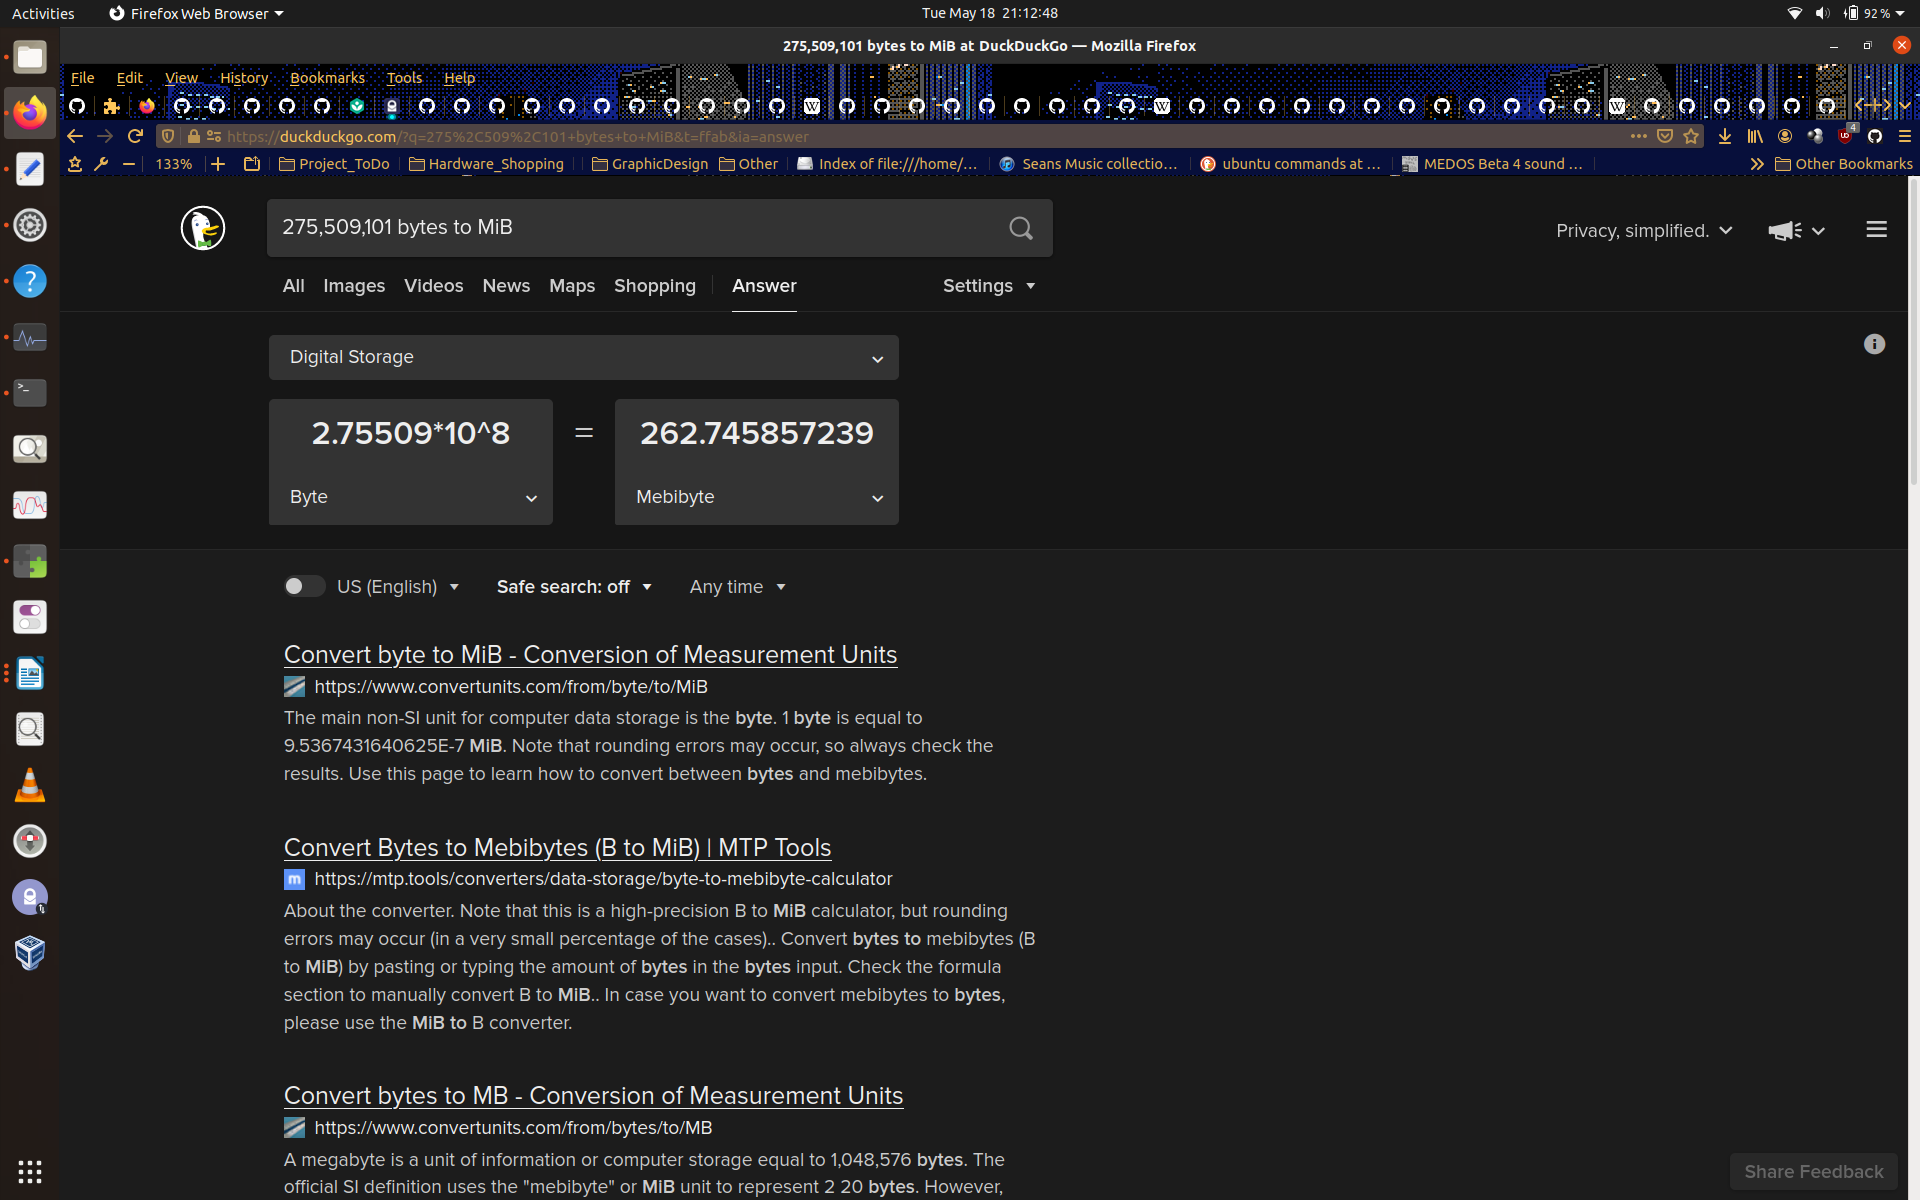 Activities
Firefox Web Browser
Tue May 18 21:12:48
92 %
275,509,101 bytes to MiB at DuckDuckGo — Mozilla Firefox
File Edit View History Bookmarks Tools Help
https://duckduckgo.com/?q=275%2C509%2C101+bytes+to+MiB&t=ffab&ia=answer
4
133%
Project_ToDo
Hardware_Shopping
GraphicDesign
Other
Index of file:///home/...
Seans Music collectio...
ubuntu commands at ...
MEDOS Beta 4 sound ...
Other Bookmarks
275,509,101 bytes to MiB
Privacy, simplified.
All Images Videos News Maps Shopping Answer
Settings
Digital Storage
2.75509*10^8 = 262.745857239
Byte
Mebibyte
US (English)
Safe search: off
Any time
Convert byte to MiB - Conversion of Measurement Units
https://www.convertunits.com/from/byte/to/MiB
The main non-SI unit for computer data storage is the byte. 1 byte is equal to
9.5367431640625E-7 MiB. Note that rounding errors may occur, so always check the
results. Use this page to learn how to convert between bytes and mebibytes.
Convert Bytes to Mebibytes (B to MiB) | MTP Tools
m
https://mtp.tools/converters/data-storage/byte-to-mebibyte-calculator
About the converter. Note that this is a high-precision B to MiB calculator, but rounding
errors may occur (in a very small percentage of the cases).. Convert bytes to mebibytes (B
to MiB) by pasting or typing the amount of bytes in the bytes input. Check the formula
section to manually convert B to MiB.. In case you want to convert mebibytes to bytes,
please use the MiB to B converter.
Convert bytes to MB - Conversion of Measurement Units
https://www.convertunits.com/from/bytes/to/MB
A megabyte is a unit of information or computer storage equal to 1,048,576 bytes. The
official SI definition uses the "mebibyte" or MiB unit to represent 2 20 bytes. However,
Share Feedback